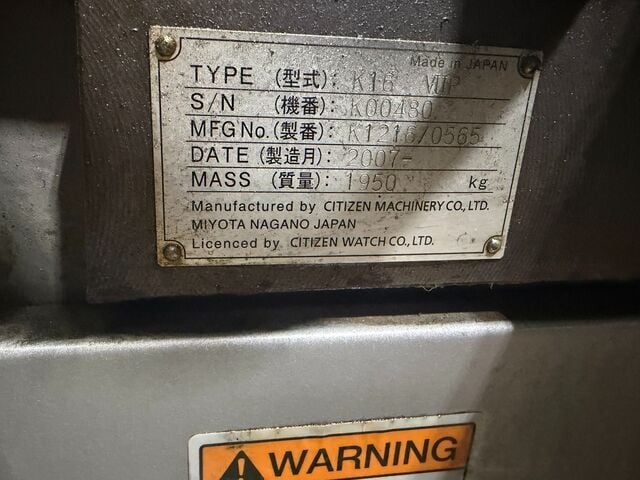 Made in JAPAN
TYPE (型式): K16 VIIP
S/N (機番): K00480
MFG No. (製番): K1216/0565
DATE (製造月): 2007-
MASS (質量): 1950 kg
Manufactured by CITIZEN MACHINERY CO., LTD.
MIYOTA NAGANO JAPAN
Licenced by CITIZEN WATCH CO., LTD.
WARNING